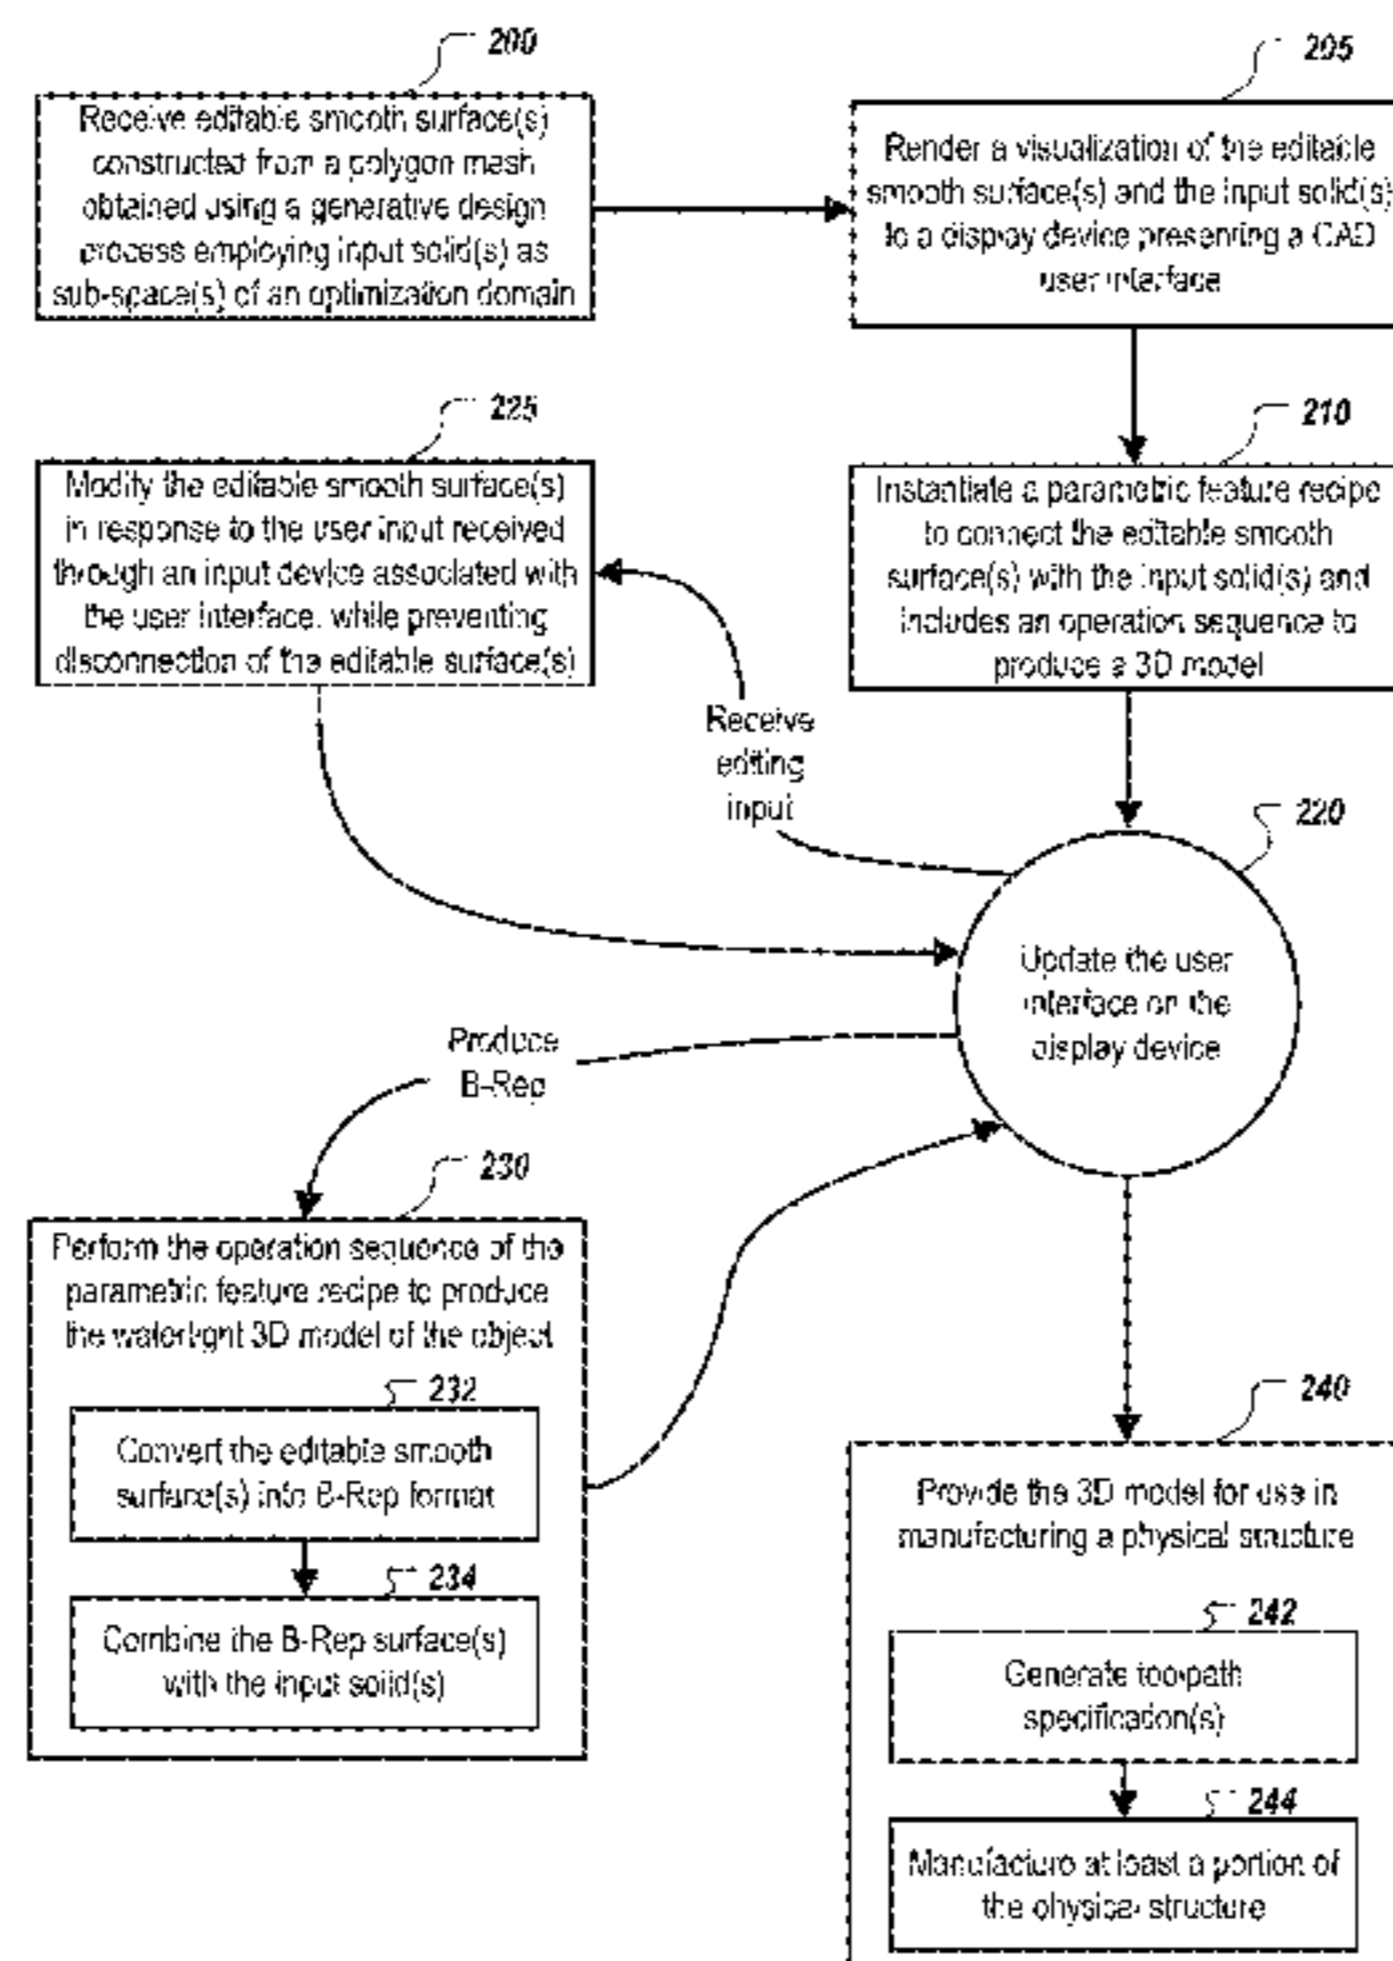 200
Receive editable smooth surface(s)
constructed from a polygon mesh
obtained using a generative design
process employing input solid(s) as
sub-space(s) of an optimization domain
205
Render a visualization of the editable
smooth surface(s) and the input solid(s)
to a display device presenting a CAD
user interface
210
Instantiate a parametric feature recipe
to connect the editable smooth
surface(s) with the input solid(s) and
includes an operation sequence to
produce a 3D model
225
Modify the editable smooth surface(s)
in response to the user input received
through an input device associated with
the user interface, while preventing
disconnection of the editable surface(s)
Receive
editing
input
220
Update the user
interface on the
display device
Produce
B-Rep
230
Perform the operation sequence of the
parametric feature recipe to produce
the watertight 3D model of the object
232
Convert the editable smooth
surface(s) into B-Rep format
234
Combine the B-Rep surface(s)
with the input solid(s)
240
Provide the 3D model for use in
manufacturing a physical structure
242
Generate toolpath
specification(s)
244
Manufacture at least a portion of
the physical structure